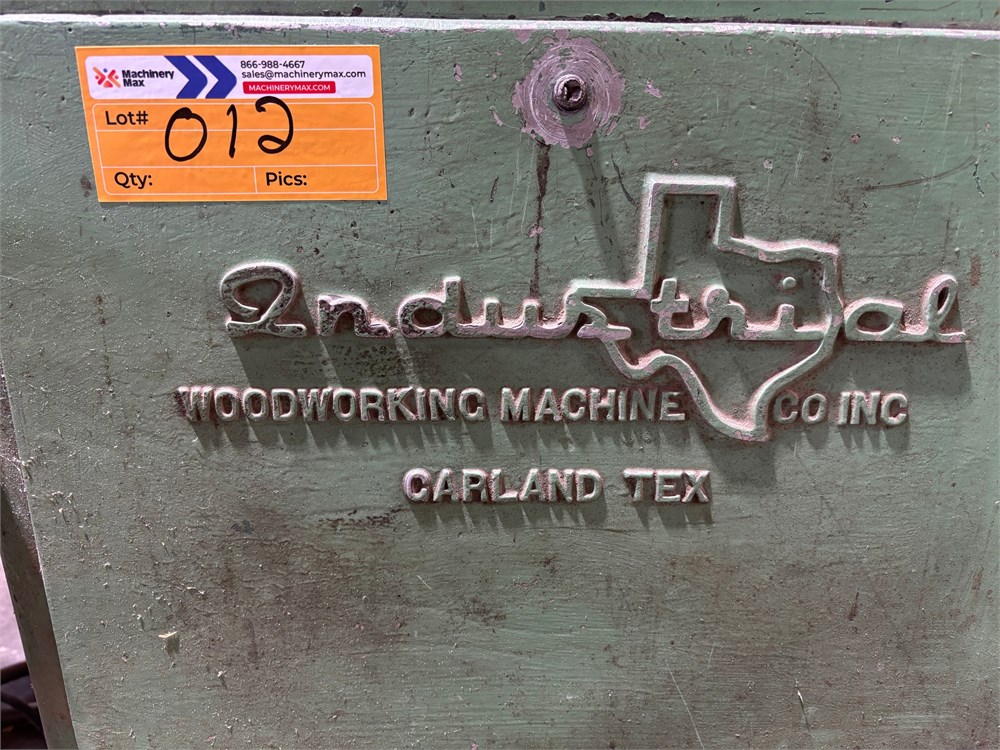 Machinery
Max
866-988-4667
sales@machinerymax.com
MACHINERYMAX.COM
Lot# 012
Qty:
Pics:
Industrial
WOODWORKING MACHINE CO INC
GARLAND TEX